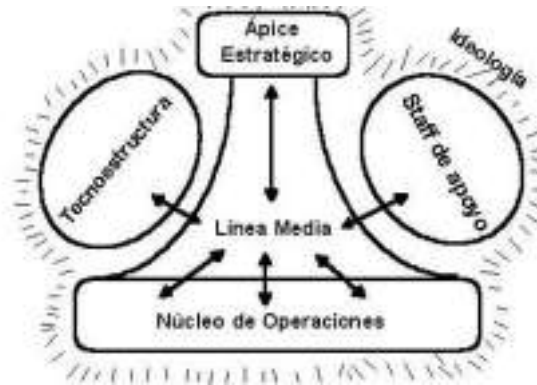 Ápice
Estratégico
Ideología
Tecnoestructura
Staff de apoyo
Línea Media
Núcleo de Operaciones